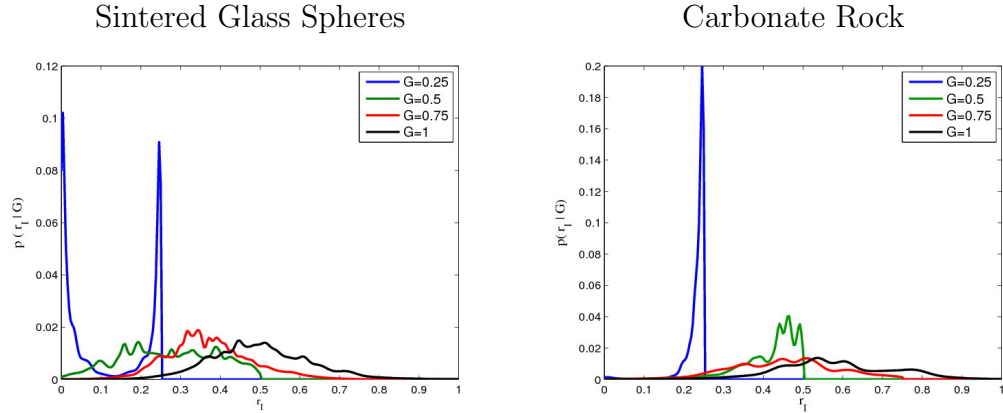 Sintered Glass Spheres
Carbonate Rock
0.12
0.1
0.08
0.06
0.04
0.02
0
0 0.1 0.2 0.3 0.4 0.5 0.6 0.7 0.8 0.9 1
p(r_I|G)
r_I
G=0.25
G=0.5
G=0.75
G=1
0.2
0.18
0.16
0.14
0.12
0.1
0.08
0.06
0.04
0.02
0
0 0.1 0.2 0.3 0.4 0.5 0.6 0.7 0.8 0.9 1
p(r_I|G)
r_I
G=0.25
G=0.5
G=0.75
G=1